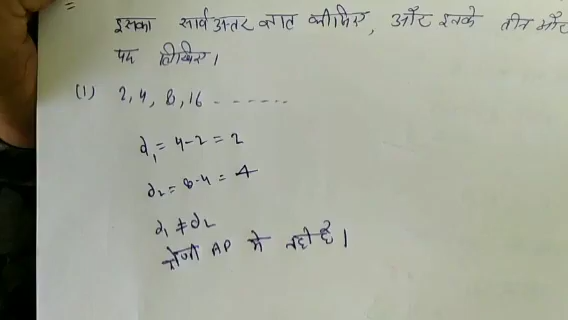 इसका सार्व अंतर ज्ञात कीजिए, और इनके तीन और
पद लिखिए।
(1) 2, 4, 8, 16 .......
d₁ = 4-2 = 2
d₂ = 8-4 = 4
d₁ ≠ d₂
श्रेणी AP में नहीं है।